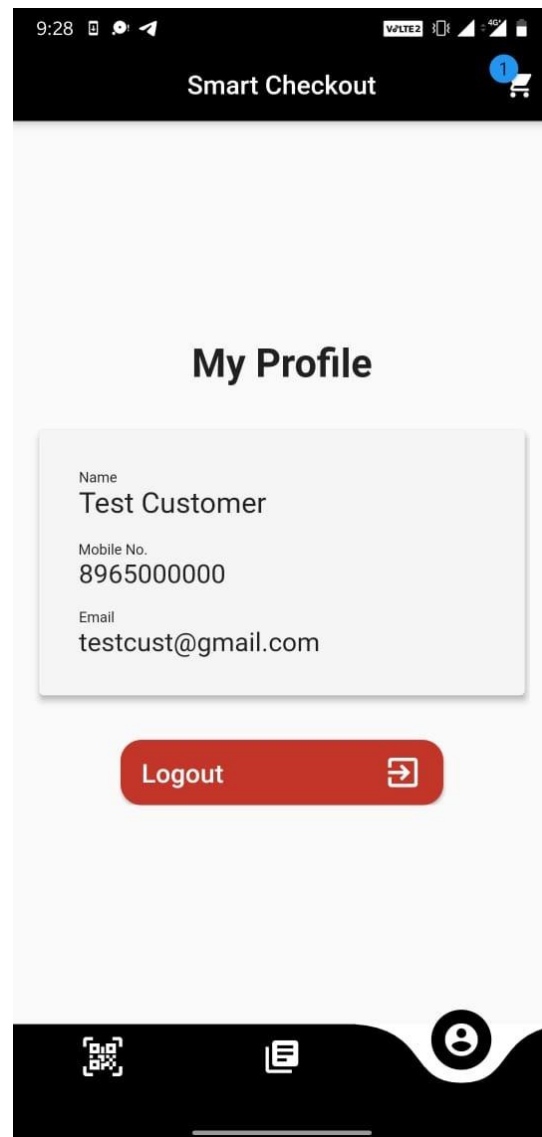 9:28 VoLTE2 4G+
Smart Checkout 1
My Profile
Name
Test Customer
Mobile No.
8965000000
Email
testcust@gmail.com
Logout